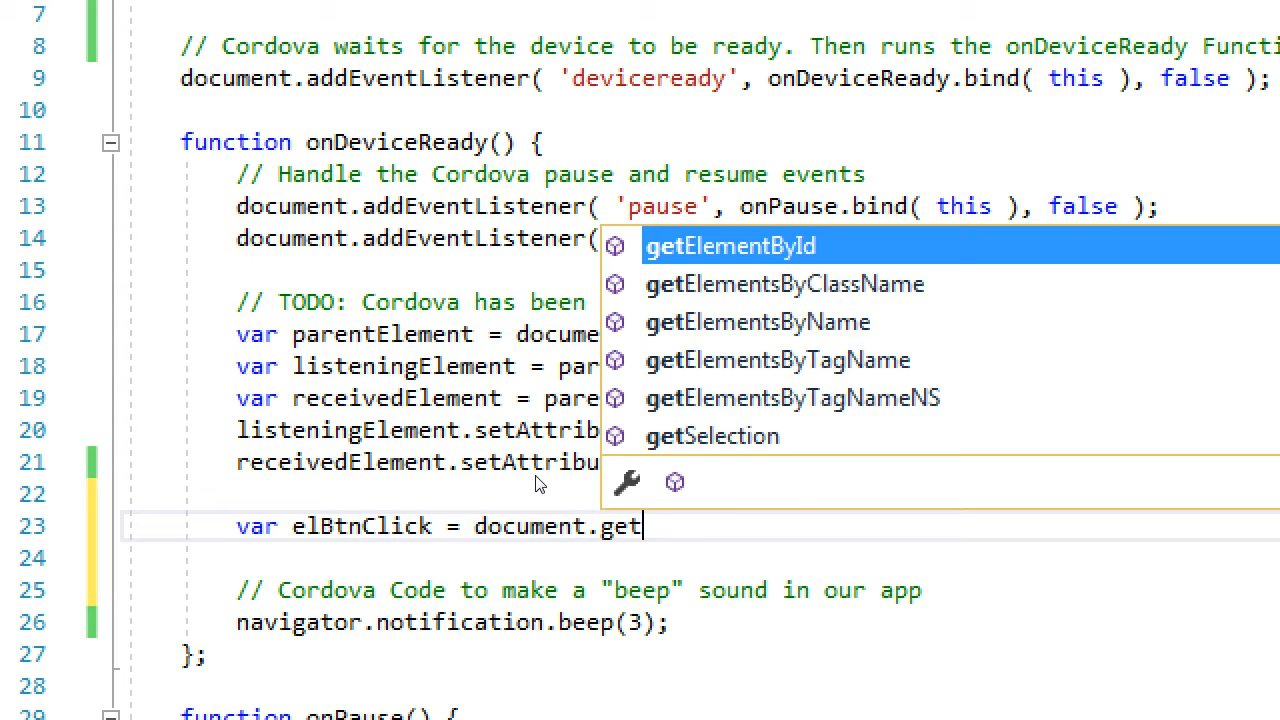 7
8 // Cordova waits for the device to be ready. Then runs the onDeviceReady Functi
9 document.addEventListener( 'deviceready', onDeviceReady.bind( this ), false );
10
11 function onDeviceReady() {
12 // Handle the Cordova pause and resume events
13 document.addEventListener( 'pause', onPause.bind( this ), false );
14 document.addEventListener(
getElementById
15
getElementsByClassName
16 // TODO: Cordova has been
getElementsByName
17 var parentElement = docume
getElementsByTagName
18 var listeningElement = par
19 var receivedElement = pare
getElementsByTagNameNS
20 listeningElement.setAttrib
getSelection
21 receivedElement.setAttribu
22
23 var elBtnClick = document.get
24
25 // Cordova Code to make a "beep" sound in our app
26 navigator.notification.beep(3);
27 };
28
29 function onPause() {